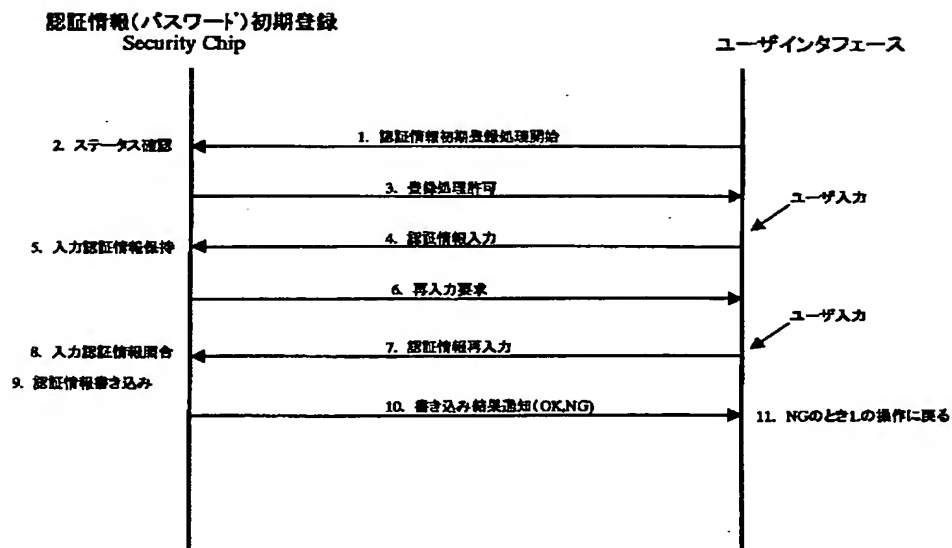 認証情報(パスワード)初期登録
Security Chip
ユーザインタフェース
1. 認証情報初期登録処理開始
2. ステータス確認
3. 登録処理許可
ユーザ入力
4. 認証情報入力
5. 入力認証情報保持
6. 再入力要求
ユーザ入力
7. 認証情報再入力
8. 入力認証情報照合
9. 認証情報書き込み
10. 書き込み結果通知(OK,NG)
11. NGのとき1.の操作に戻る